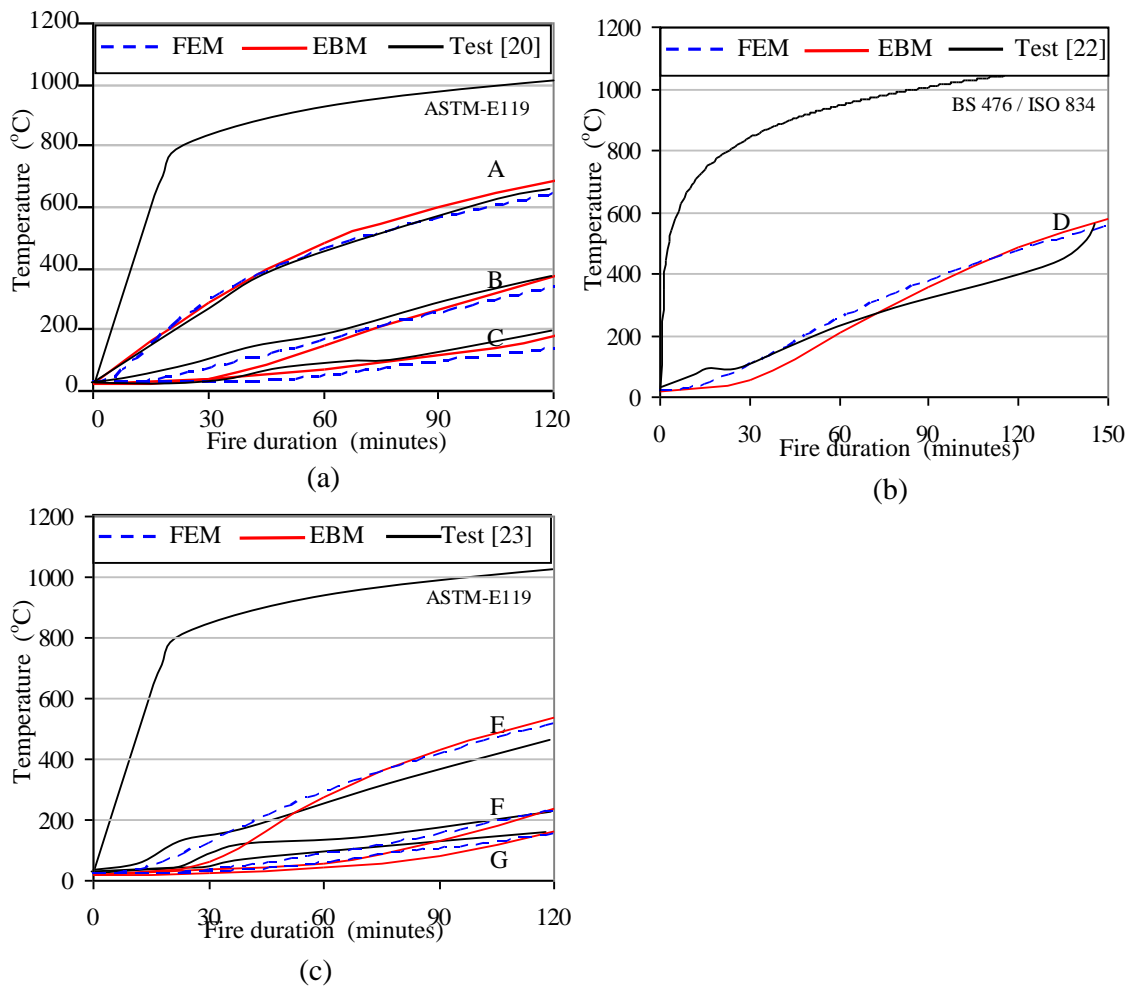 1200
FEM EBM Test [20]
1000
ASTM-E119
800
A
600
400
B
200
C
0
0 30 60 90 120
Temperature (°C)
Fire duration (minutes)
(a)
1200
FEM EBM Test [22]
1000
BS 476 / ISO 834
800
600
D
400
200
0
0 30 60 90 120 150
Temperature (°C)
Fire duration (minutes)
(b)
1200
FEM EBM Test [23]
1000
ASTM-E119
800
600
E
400
F
200
G
0
0 30 60 90 120
Temperature (°C)
Fire duration (minutes)
(c)